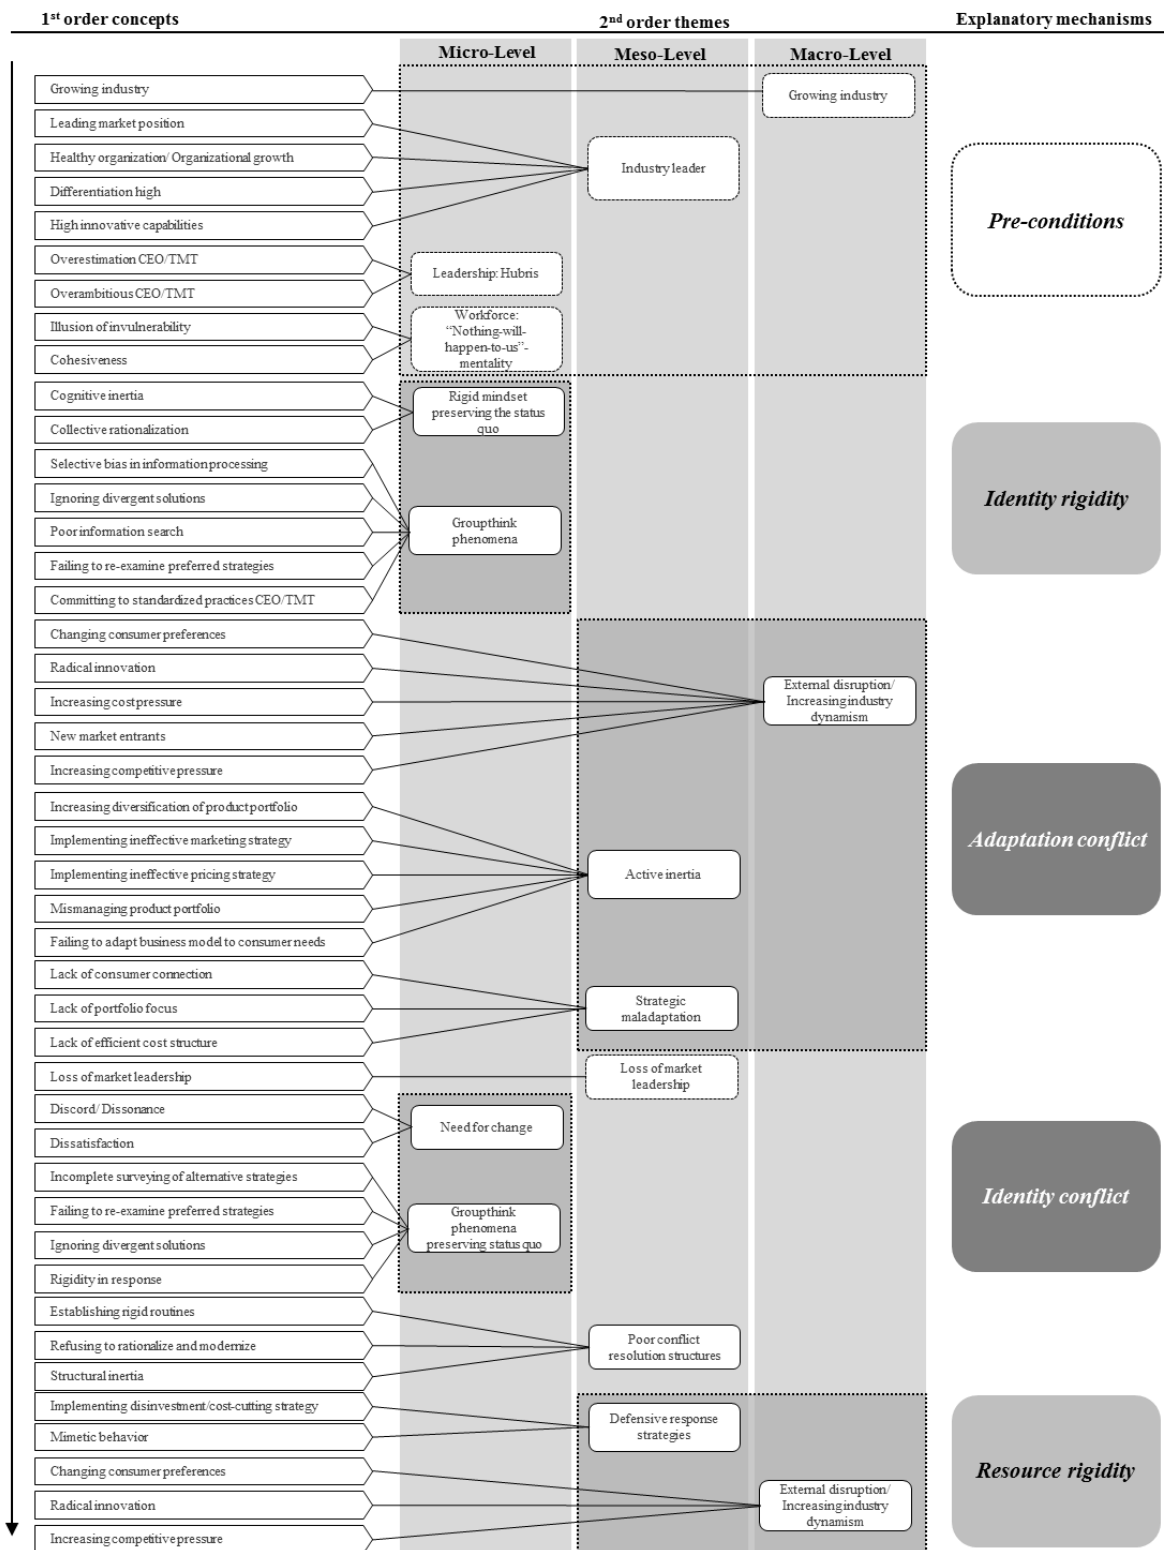 1st order concepts
2nd order themes
Explanatory mechanisms
Micro-Level
Meso-Level
Macro-Level
Growing industry
Growing industry
Leading market position
Healthy organization/ Organizational growth
Differentiation high
High innovative capabilities
Industry leader
Pre-conditions
Overestimation CEO/TMT
Overambitious CEO/TMT
Leadership: Hubris
Illusion of invulnerability
Cohesiveness
Workforce:
“Nothing-will-
happen-to-us”-
mentality
Cognitive inertia
Collective rationalization
Rigid mindset
preserving the status
quo
Selective bias in information processing
Ignoring divergent solutions
Poor information search
Failing to re-examine preferred strategies
Committing to standardized practices CEO/TMT
Groupthink
phenomena
Identity rigidity
Changing consumer preferences
Radical innovation
Increasing cost pressure
New market entrants
Increasing competitive pressure
External disruption/
Increasing industry
dynamism
Increasing diversification of product portfolio
Implementing ineffective marketing strategy
Implementing ineffective pricing strategy
Mismanaging product portfolio
Failing to adapt business model to consumer needs
Active inertia
Adaptation conflict
Lack of consumer connection
Lack of portfolio focus
Lack of efficient cost structure
Strategic
maladaptation
Loss of market leadership
Loss of market
leadership
Discord/ Dissonance
Dissatisfaction
Need for change
Incomplete surveying of alternative strategies
Failing to re-examine preferred strategies
Ignoring divergent solutions
Rigidity in response
Groupthink
phenomena
preserving status quo
Identity conflict
Establishing rigid routines
Refusing to rationalize and modernize
Structural inertia
Poor conflict
resolution structures
Implementing disinvestment/cost-cutting strategy
Mimetic behavior
Defensive response
strategies
Changing consumer preferences
Radical innovation
Increasing competitive pressure
External disruption/
Increasing industry
dynamism
Resource rigidity